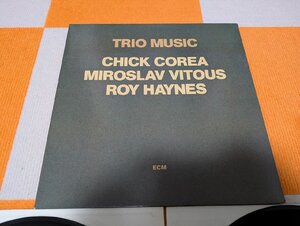 TRIO MUSIC
CHICK COREA
MIROSLAV VITOUS
ROY HAYNES
ECM